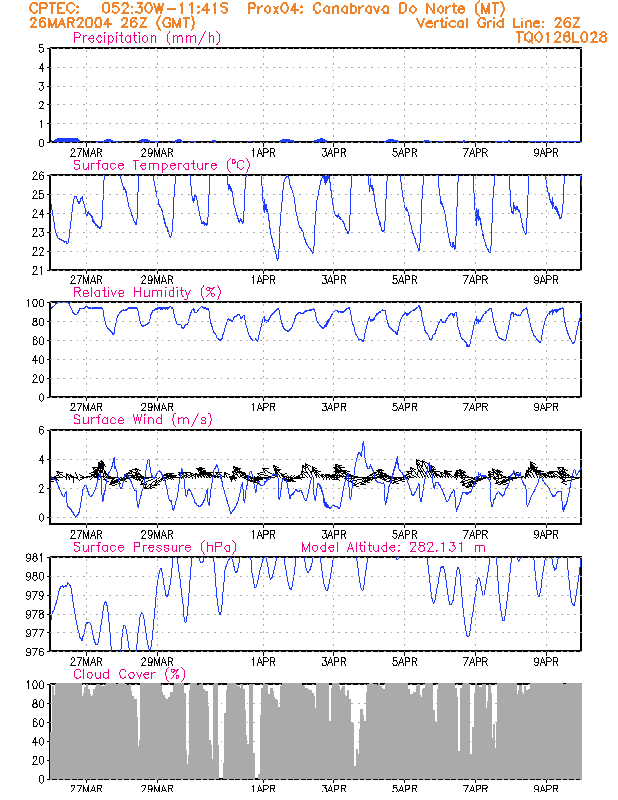 CPTEC: 052:30W-11:41S Prox04: Canabrava Do Norte (MT)
26MAR2004 26Z (GMT) Vertical Grid Line: 26Z
Precipitation (mm/h) TQ0126L028
5
4
3
2
1
0
27MAR 29MAR 1APR 3APR 5APR 7APR 9APR
Surface Temperature (°C)
26
25
24
23
22
21
27MAR 29MAR 1APR 3APR 5APR 7APR 9APR
Relative Humidity (%)
100
80
60
40
20
0
27MAR 29MAR 1APR 3APR 5APR 7APR 9APR
Surface Wind (m/s)
6
4
2
0
27MAR 29MAR 1APR 3APR 5APR 7APR 9APR
Surface Pressure (hPa) Model Altitude: 282.131 m
981
980
979
978
977
976
27MAR 29MAR 1APR 3APR 5APR 7APR 9APR
Cloud Cover (%)
100
80
60
40
20
0
27MAR 29MAR 1APR 3APR 5APR 7APR 9APR